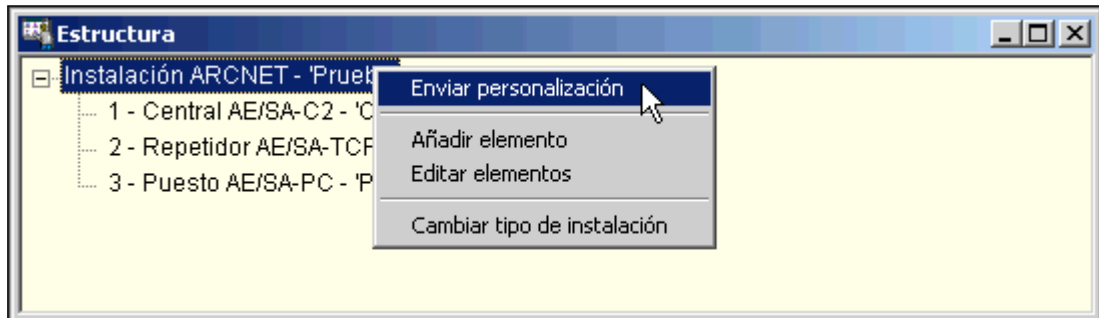 Estructura
Instalación ARCNET - 'Prueb
Enviar personalización
1 - Central AE/SA-C2 - 'C
Añadir elemento
2 - Repetidor AE/SA-TCP
Editar elementos
3 - Puesto AE/SA-PC - 'P
Cambiar tipo de instalación